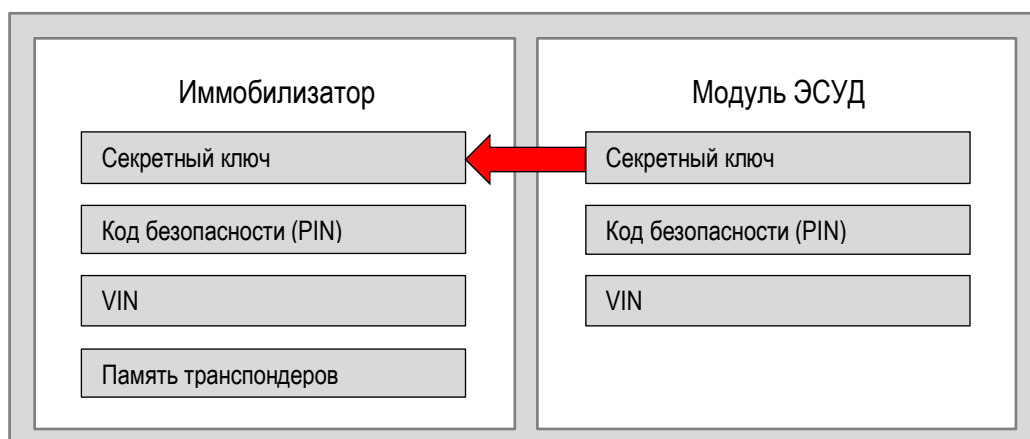 Иммобилизатор
Секретный ключ
Код безопасности (PIN)
VIN
Память транспондеров
Модуль ЭСУД
Секретный ключ
Код безопасности (PIN)
VIN